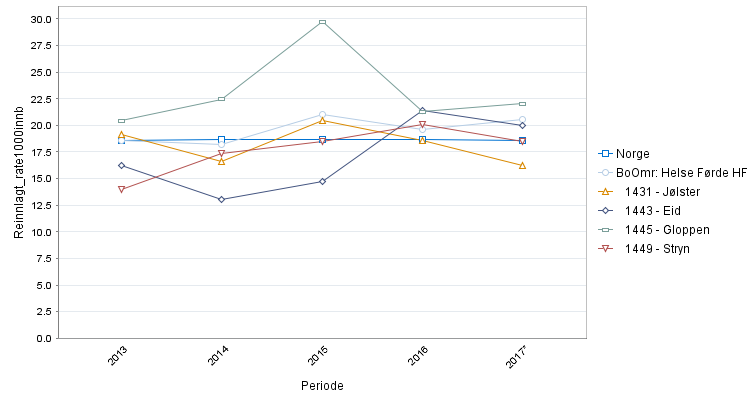 30.0
27.5
25.0
22.5
20.0
17.5
15.0
12.5
10.0
7.5
5.0
2.5
0.0
Reinnlagt_rate1000innb
2013
2014
2015
2016
2017*
Periode
Norge
BoOmr: Helse Førde HF
1431 - Jølster
1443 - Eid
1445 - Gloppen
1449 - Stryn